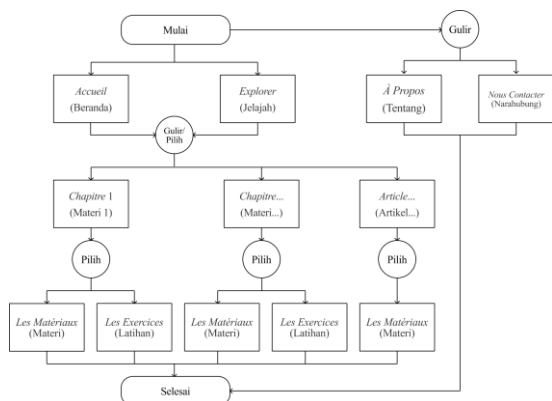 Mulai
Gulir
Accueil
(Beranda)
Explorer
(Jelajah)
À Propos
(Tentang)
Nous Contacter
(Narahubung)
Gulir/
Pilih
Chapitre 1
(Materi 1)
Chapitre...
(Materi...)
Article...
(Artikel...)
Pilih
Pilih
Pilih
Les Matériaux
(Materi)
Les Exercices
(Latihan)
Les Matériaux
(Materi)
Les Exercices
(Latihan)
Les Matériaux
(Materi)
Selesai